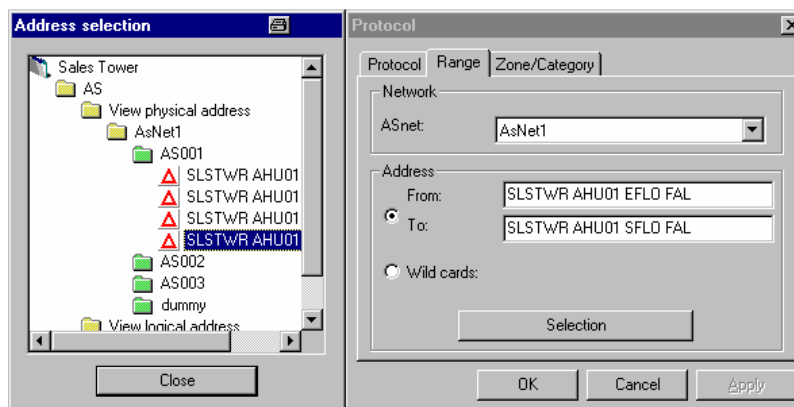 Address selection
Sales Tower
AS
View physical address
AsNet1
AS001
SLSTWR AHU01
SLSTWR AHU01
SLSTWR AHU01
SLSTWR AHU01
AS002
AS003
dummy
View logical address
Close
Protocol
Protocol Range Zone/Category
Network
ASnet: AsNet1
Address
From: SLSTWR AHU01 EFLO FAL
To: SLSTWR AHU01 SFLO FAL
Wild cards:
Selection
OK Cancel Apply